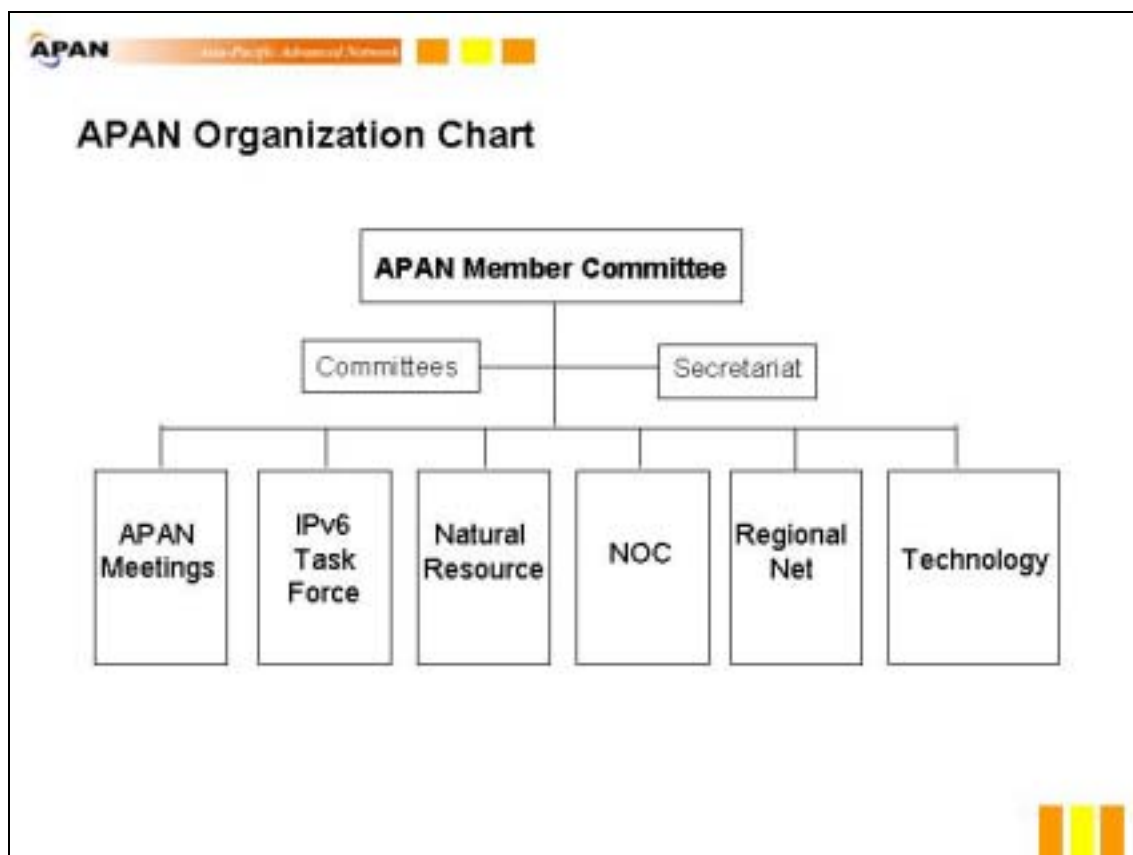 APAN Asia-Pacific Advanced Network
APAN Organization Chart
APAN Member Committee
Committees
Secretariat
APAN
Meetings
IPv6
Task
Force
Natural
Resource
NOC
Regional
Net
Technology